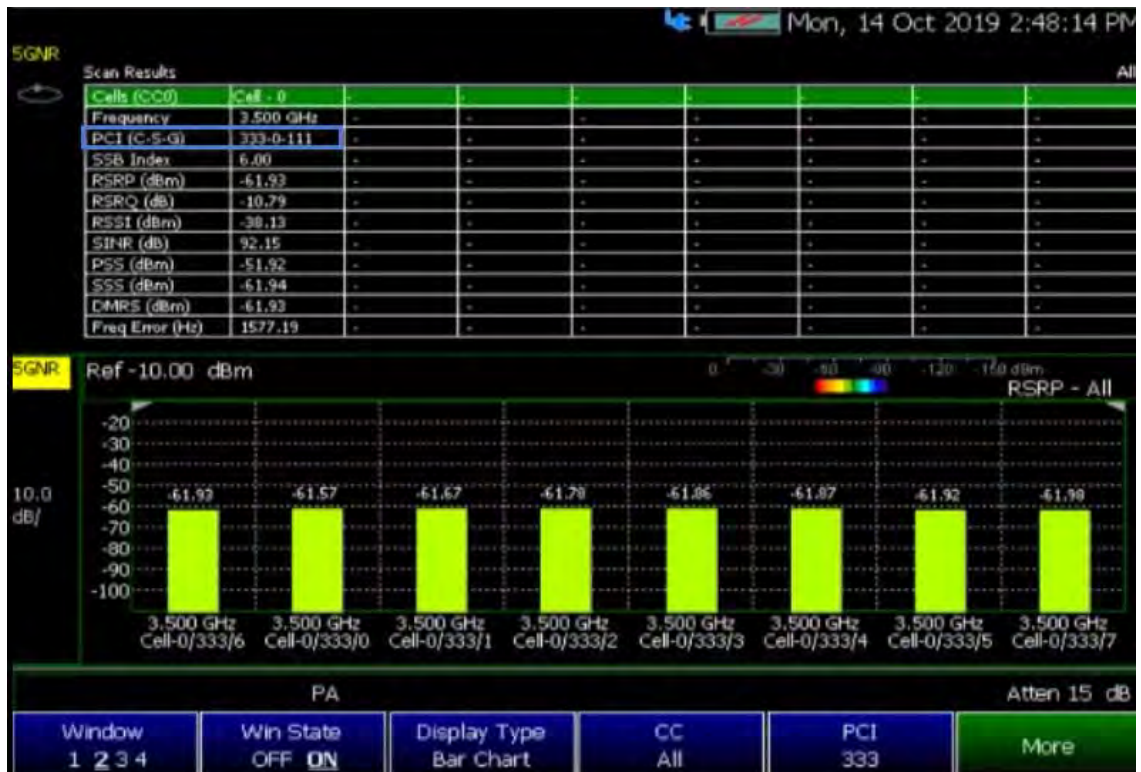 Mon, 14 Oct 2019 2:48:14 PM
5GNR
Scan Results All
Cells (CC0) Cell - 0 - - - - - - -
Frequency 3.500 GHz - - - - - - -
PCI (C-S-G) 333-0-111 - - - - - - -
SSB Index 6.00 - - - - - - -
RSRP (dBm) -61.93 - - - - - - -
RSRQ (dB) -10.79 - - - - - - -
RSSI (dBm) -38.13 - - - - - - -
SINR (dB) 92.15 - - - - - - -
PSS (dBm) -51.92 - - - - - - -
SSS (dBm) -61.94 - - - - - - -
DMRS (dBm) -61.93 - - - - - - -
Freq Error (Hz) 1577.19 - - - - - - -
5GNR Ref -10.00 dBm 0 -30 -60 -90 -120 -150 dBm
RSRP - All
-20
-30
-40
-50
-60
-70
-80
-90
-100
10.0
dB/
-61.93 -61.57 -61.67 -61.78 -61.86 -61.87 -61.92 -61.98
3.500 GHz 3.500 GHz 3.500 GHz 3.500 GHz 3.500 GHz 3.500 GHz 3.500 GHz 3.500 GHz
Cell-0/333/6 Cell-0/333/0 Cell-0/333/1 Cell-0/333/2 Cell-0/333/3 Cell-0/333/4 Cell-0/333/5 Cell-0/333/7
PA Atten 15 dB
Window Win State Display Type CC PCI More
1 2 3 4 OFF ON Bar Chart All 333